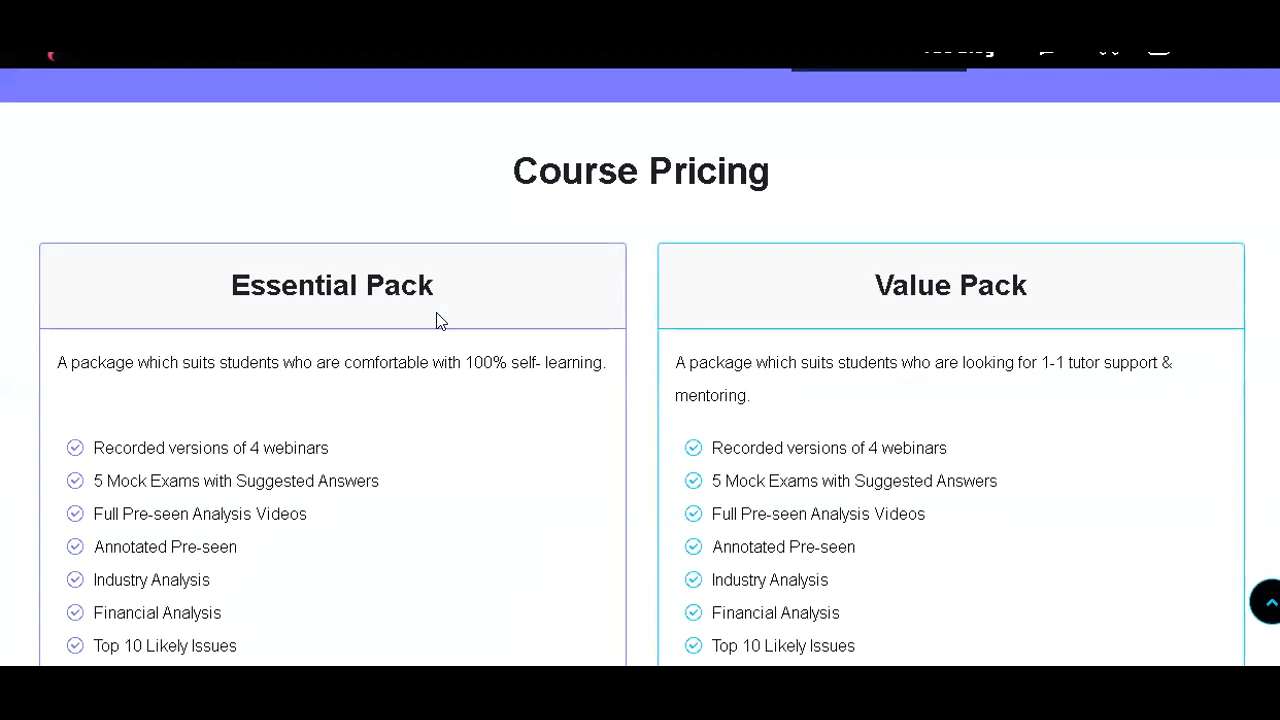 Course Pricing
Essential Pack
A package which suits students who are comfortable with 100% self- learning.
Recorded versions of 4 webinars
5 Mock Exams with Suggested Answers
Full Pre-seen Analysis Videos
Annotated Pre-seen
Industry Analysis
Financial Analysis
Top 10 Likely Issues
Value Pack
A package which suits students who are looking for 1-1 tutor support &
mentoring.
Recorded versions of 4 webinars
5 Mock Exams with Suggested Answers
Full Pre-seen Analysis Videos
Annotated Pre-seen
Industry Analysis
Financial Analysis
Top 10 Likely Issues